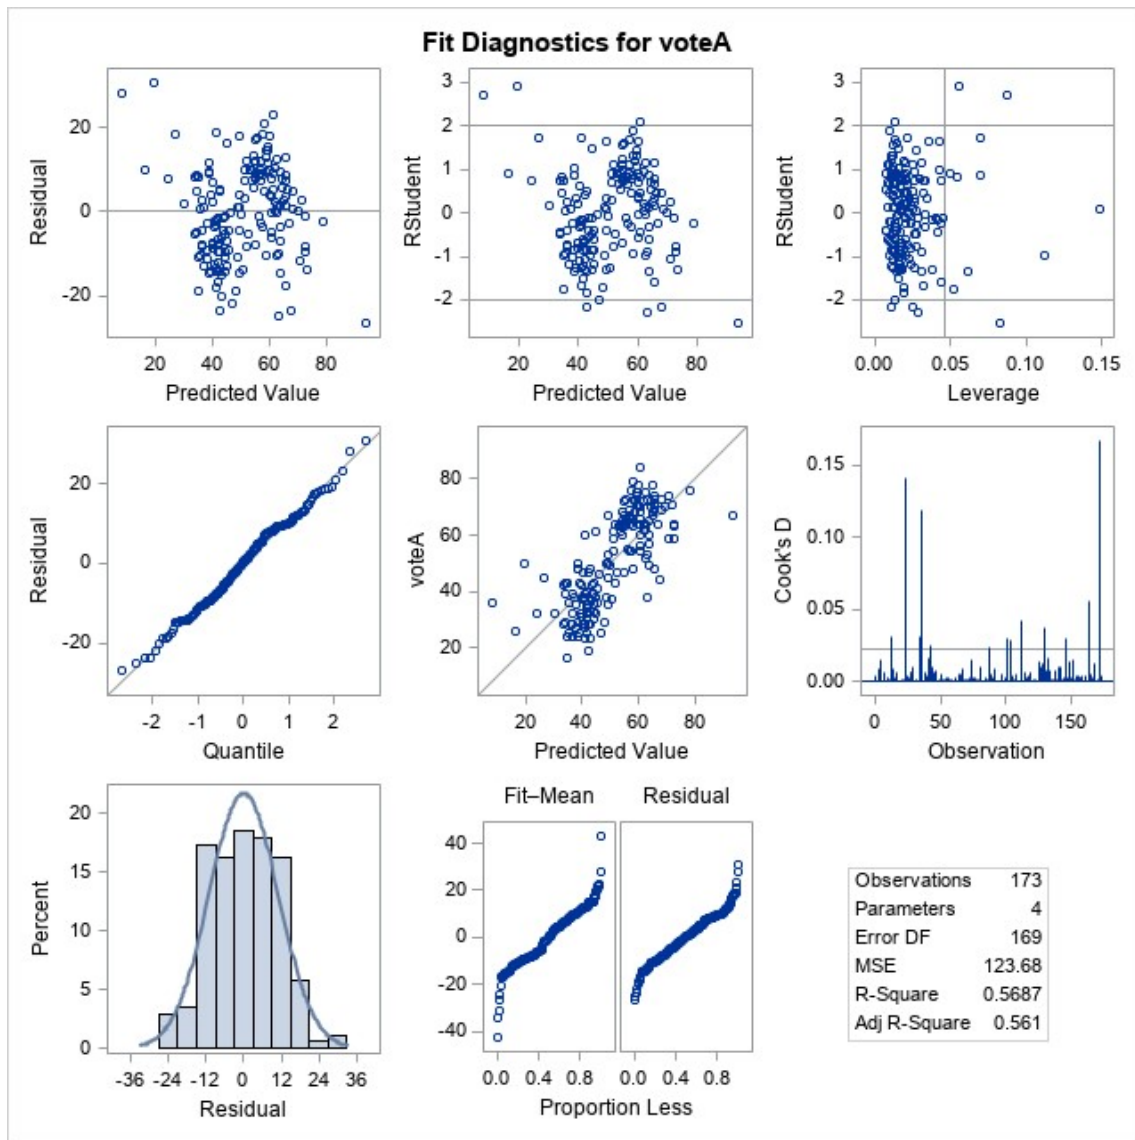 Fit Diagnostics for voteA
20
0
-20
Residual
20 40 60 80
Predicted Value
3
2
1
0
-1
-2
RStudent
20 40 60 80
Predicted Value
3
2
1
0
-1
-2
RStudent
0.00 0.05 0.10 0.15
Leverage
20
0
-20
Residual
-2 -1 0 1 2
Quantile
80
60
40
20
voteA
20 40 60 80
Predicted Value
0.15
0.10
0.05
0.00
Cook's D
0 50 100 150
Observation
20
15
10
5
0
Percent
-36 -24 -12 0 12 24 36
Residual
Fit–Mean Residual
40
20
0
-20
-40
0.0 0.4 0.8 0.0 0.4 0.8
Proportion Less
Observations 173
Parameters 4
Error DF 169
MSE 123.68
R-Square 0.5687
Adj R-Square 0.561